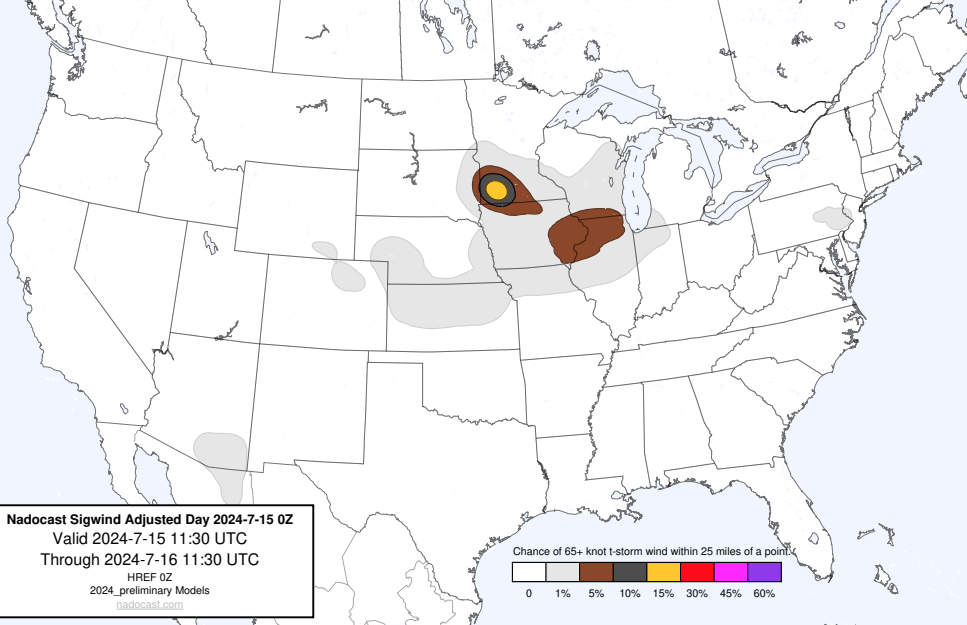 Nadocast Sigwind Adjusted Day 2024-7-15 0Z
Valid 2024-7-15 11:30 UTC
Through 2024-7-16 11:30 UTC
HREF 0Z
2024_preliminary Models
nadocast.com
Chance of 65+ knot t-storm wind within 25 miles of a point.
0 1% 5% 10% 15% 30% 45% 60%